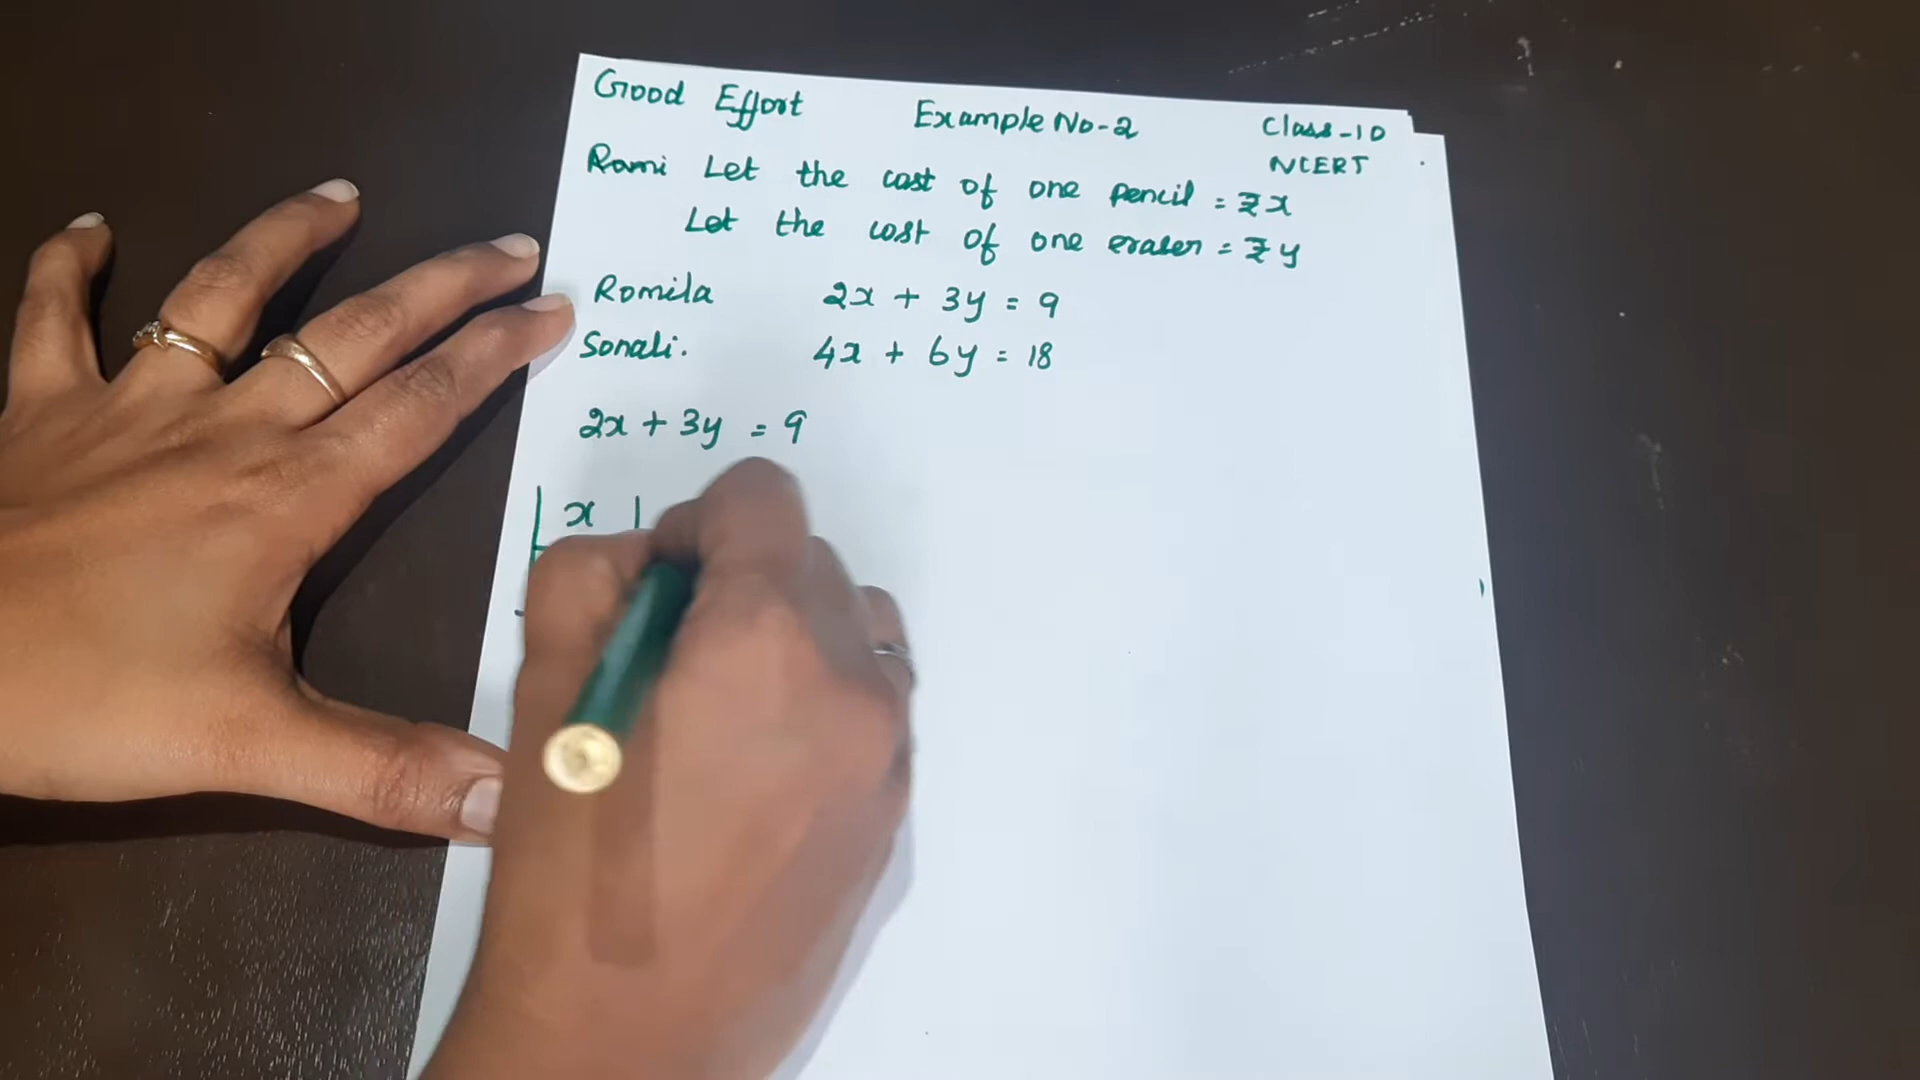 Good Effort Example No-2 Class-10
NCERT
Rami Let the cost of one pencil = ₹x
Let the cost of one eraser = ₹y
Romila 2x + 3y = 9
Sonali. 4x + 6y = 18
2x + 3y = 9
x